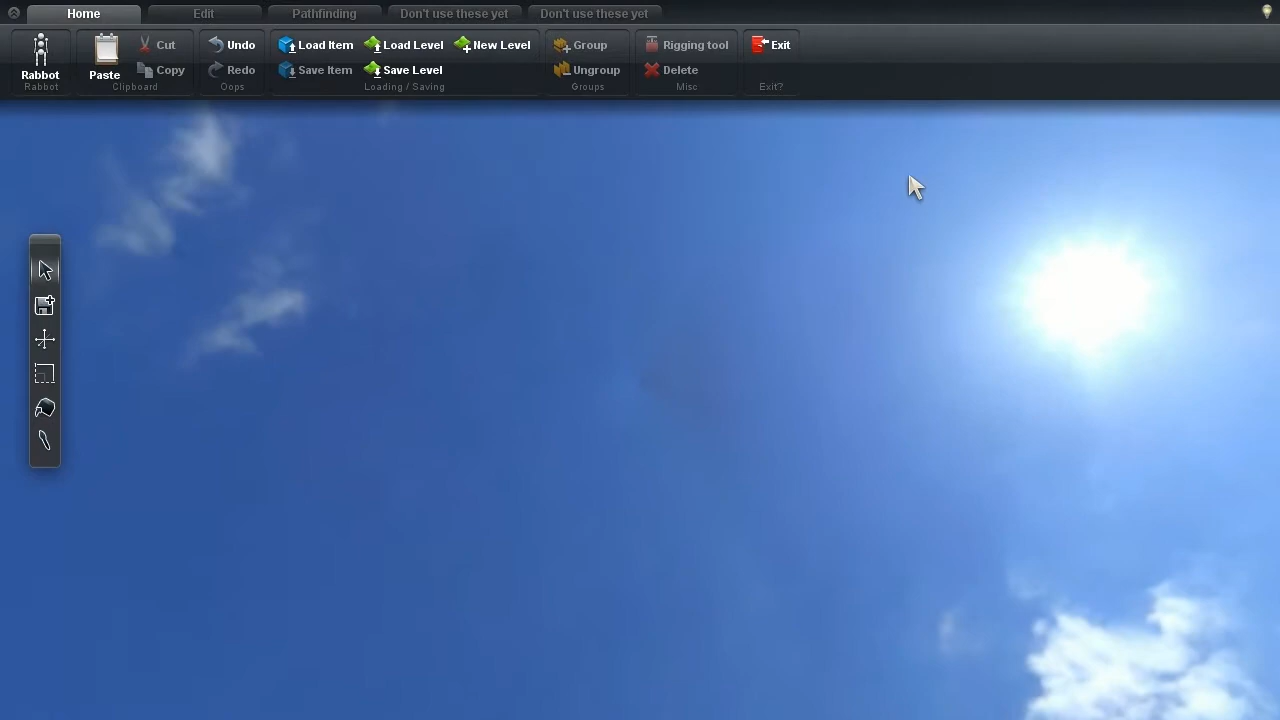 Home Edit Pathfinding Don't use these yet Don't use these yet
Rabbot
Rabbot
Paste
Cut
Copy
Clipboard
Undo
Redo
Oops
Load Item Load Level New Level
Save Item Save Level
Loading / Saving
Group
Ungroup
Groups
Rigging tool
Delete
Misc
Exit
Exit?